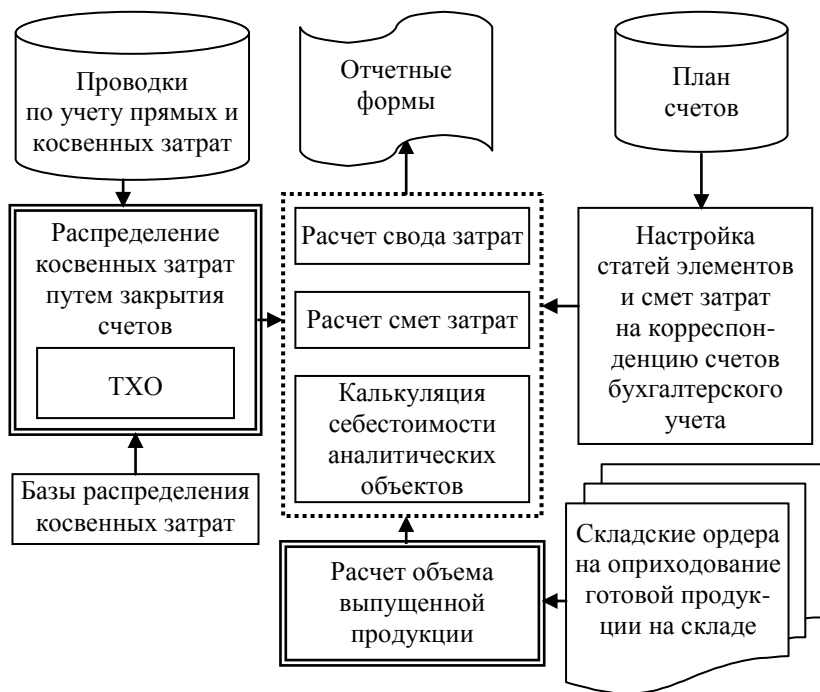 Проводки
по учету прямых и
косвенных затрат
Отчетные
формы
План
счетов
Распределение
косвенных затрат
путем закрытия
счетов
ТХО
Расчет свода затрат
Расчет смет затрат
Калькуляция
себестоимости
аналитических
объектов
Настройка
статей элементов
и смет затрат
на корреспон-
денцию счетов
бухгалтерского
учета
Базы распределения
косвенных затрат
Расчет объема
выпущенной
продукции
Складские ордера
на оприходование
готовой продук-
ции на складе